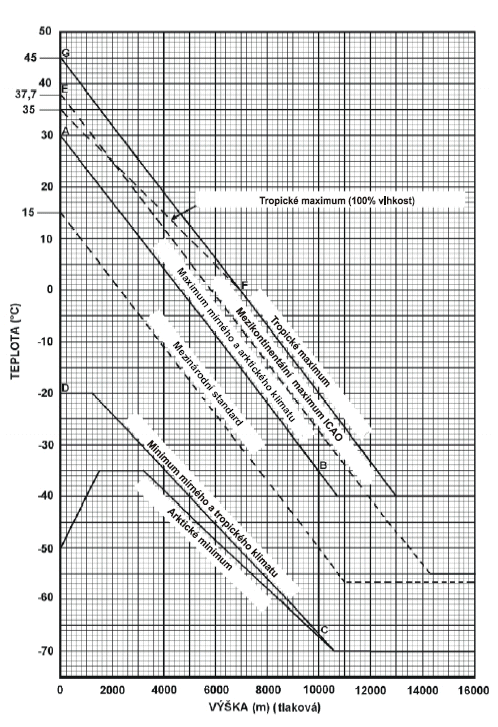 50
G
45
40
E
37,7
35
A
30
20
Tropické maximum (100% vlhkost)
15
10
F
0
Tropické maximum
Mezikontinentální maximum ICAO
Maximum mírného a arktického klimatu
Mezinárodní standard
TEPLOTA (°C)
-10
D
-20
-30
B
Minimum mírného a tropického klimatu
Arktické minimum
-40
-50
-60
C
-70
0 2000 4000 6000 8000 10000 12000 14000 16000
VÝŠKA (m) (tlaková)